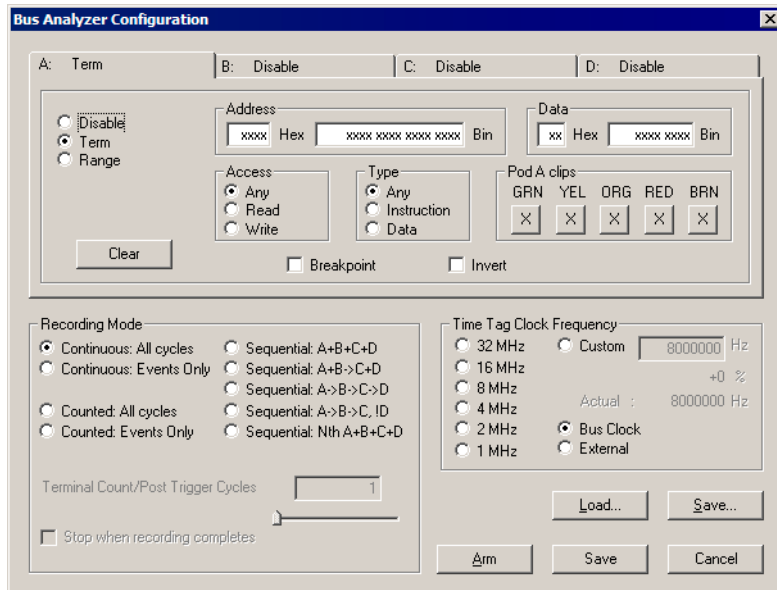 Bus Analyzer Configuration
A: Term
B: Disable
C: Disable
D: Disable
Disable
Term
Range
Clear
Address
xxxx Hex xxxx xxxx xxxx xxxx Bin
Data
xx Hex xxxx xxxx Bin
Access
Any
Read
Write
Type
Any
Instruction
Data
Pod A clips
GRN YEL ORG RED BRN
X X X X X
Breakpoint
Invert
Recording Mode
Continuous: All cycles
Continuous: Events Only
Counted: All cycles
Counted: Events Only
Sequential: A+B+C+D
Sequential: A+B->C+D
Sequential: A->B->C->D
Sequential: A->B->C, !D
Sequential: Nth A+B+C+D
Terminal Count/Post Trigger Cycles 1
Stop when recording completes
Time Tag Clock Frequency
32 MHz
16 MHz
8 MHz
4 MHz
2 MHz
1 MHz
Custom 8000000 Hz
+0 %
Actual : 8000000 Hz
Bus Clock
External
Load... Save...
Arm Save Cancel